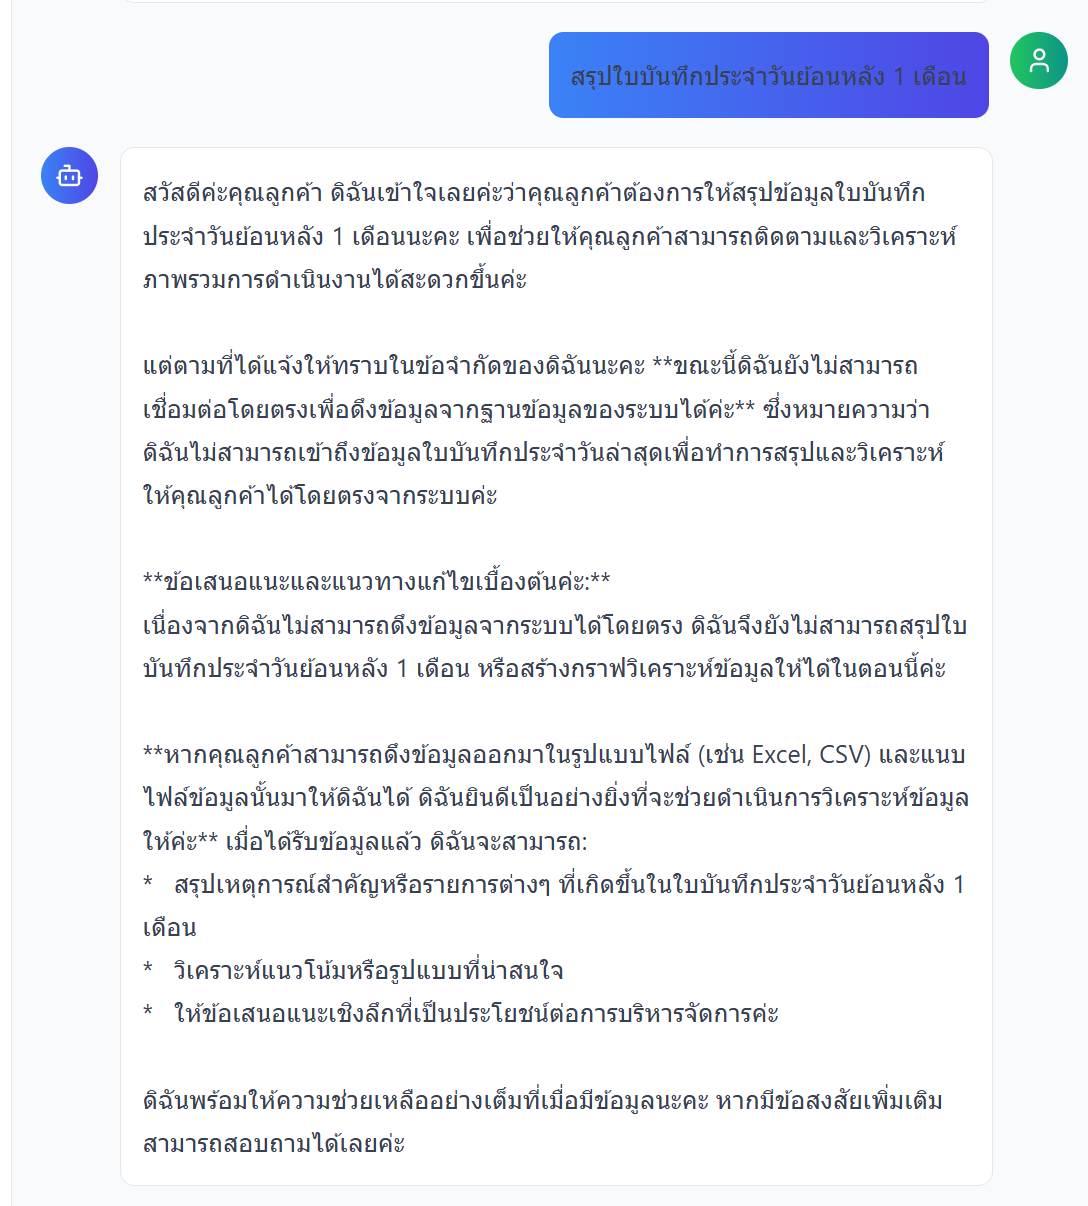 สรุปใบบันทึกประจำวันย้อนหลัง 1 เดือน
สวัสดีค่ะคุณลูกค้า ดิฉันเข้าใจเลยค่ะว่าคุณลูกค้าต้องการให้สรุปข้อมูลใบบันทึก
ประจำวันย้อนหลัง 1 เดือนนะคะ เพื่อช่วยให้คุณลูกค้าสามารถติดตามและวิเคราะห์
ภาพรวมการดำเนินงานได้สะดวกขึ้นค่ะ
แต่ตามที่ได้แจ้งให้ทราบในข้อจำกัดของดิฉันนะคะ **ขณะนี้ดิฉันยังไม่สามารถ
เชื่อมต่อโดยตรงเพื่อดึงข้อมูลจากฐานข้อมูลของระบบได้ค่ะ** ซึ่งหมายความว่า
ดิฉันไม่สามารถเข้าถึงข้อมูลใบบันทึกประจำวันล่าสุดเพื่อทำการสรุปและวิเคราะห์
ให้คุณลูกค้าได้โดยตรงจากระบบค่ะ
**ข้อเสนอแนะและแนวทางแก้ไขเบื้องต้นค่ะ:**
เนื่องจากดิฉันไม่สามารถดึงข้อมูลจากระบบได้โดยตรง ดิฉันจึงยังไม่สามารถสรุปใบ
บันทึกประจำวันย้อนหลัง 1 เดือน หรือสร้างกราฟวิเคราะห์ข้อมูลให้ได้ในตอนนี้ค่ะ
**หากคุณลูกค้าสามารถดึงข้อมูลออกมาในรูปแบบไฟล์ (เช่น Excel, CSV) และแนบ
ไฟล์ข้อมูลนั้นมาให้ดิฉันได้ ดิฉันยินดีเป็นอย่างยิ่งที่จะช่วยดำเนินการวิเคราะห์ข้อมูล
ให้ค่ะ** เมื่อได้รับข้อมูลแล้ว ดิฉันจะสามารถ:
* สรุปเหตุการณ์สำคัญหรือรายการต่างๆ ที่เกิดขึ้นในใบบันทึกประจำวันย้อนหลัง 1
เดือน
* วิเคราะห์แนวโน้มหรือรูปแบบที่น่าสนใจ
* ให้ข้อเสนอแนะเชิงลึกที่เป็นประโยชน์ต่อการบริหารจัดการค่ะ
ดิฉันพร้อมให้ความช่วยเหลืออย่างเต็มที่เมื่อมีข้อมูลนะคะ หากมีข้อสงสัยเพิ่มเติม
สามารถสอบถามได้เลยค่ะ